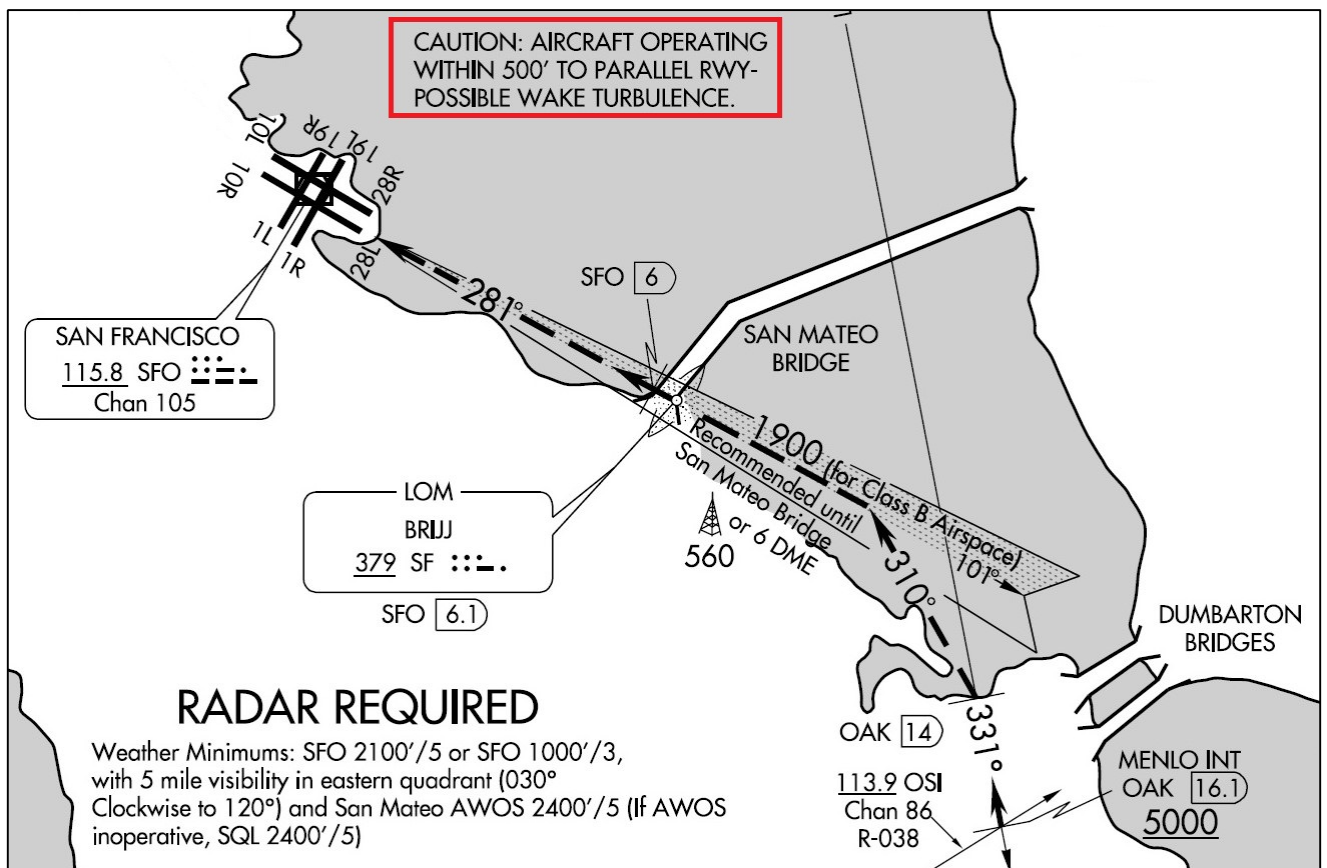 CAUTION: AIRCRAFT OPERATING
WITHIN 500' TO PARALLEL RWY-
POSSIBLE WAKE TURBULENCE.
10L
19R
19L
10R
28R
1L
1R
28L
281°
SFO 6
SAN MATEO
BRIDGE
SAN FRANCISCO
115.8 SFO
Chan 105
1900 (for Class B Airspace)
Recommended until
San Mateo Bridge
or 6 DME
560
101°
310°
LOM
BRIJJ
379 SF
SFO 6.1
DUMBARTON
BRIDGES
OAK 14
331°
RADAR REQUIRED
Weather Minimums: SFO 2100'/5 or SFO 1000'/3,
with 5 mile visibility in eastern quadrant (030°
Clockwise to 120°) and San Mateo AWOS 2400'/5 (If AWOS
inoperative, SQL 2400'/5)
113.9 OSI
Chan 86
R-038
MENLO INT
OAK 16.1
5000